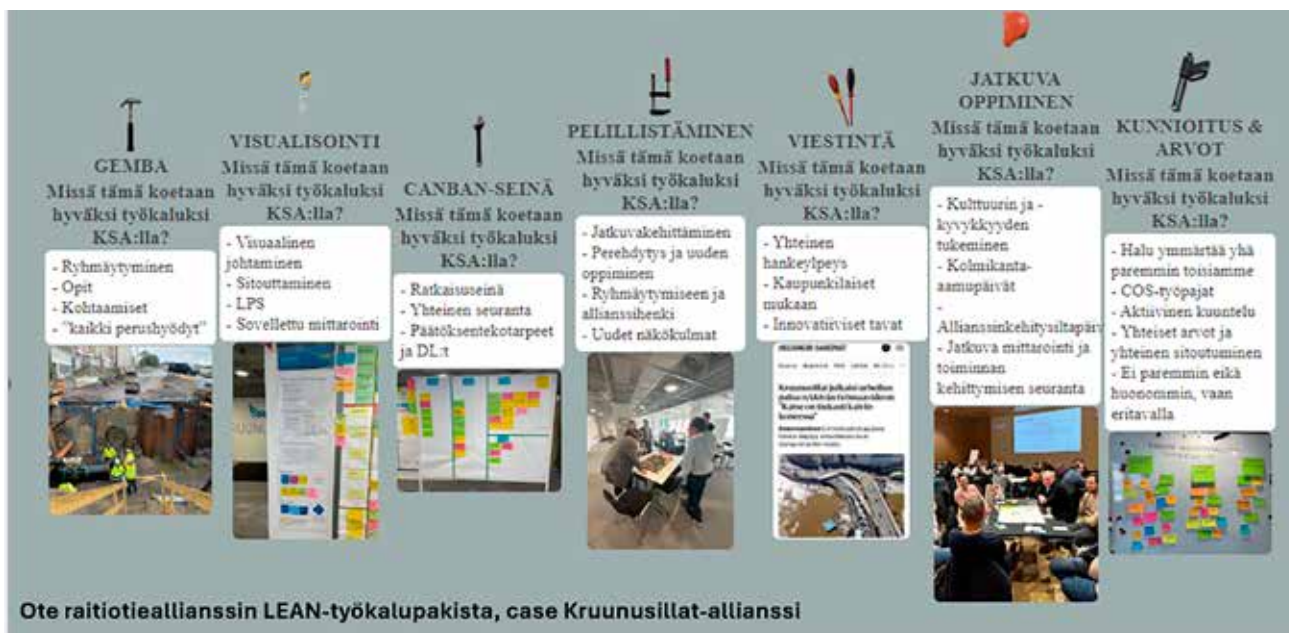 GEMBA
Missä tämä koetaan
hyväksi työkaluksi
KSA:lla?
- Ryhmäytyminen
- Opit
- Kohtaamiset
- "kaikki perushyödyt"
VISUALISOINTI
Missä tämä koetaan
hyväksi työkaluksi
KSA:lla?
- Visuaalinen
johtaminen
- Sitouttaminen
- LPS
- Sovellettu mittarointi
CANBAN-SEINÄ
Missä tämä koetaan
hyväksi työkaluksi
KSA:lla?
- Ratkaisuseinä
- Yhteinen seuranta
- Päätöksentekotarpeet
ja DL:t
PELILLISTÄMINEN
Missä tämä koetaan
hyväksi työkaluksi
KSA:lla?
- Jatkuvakehittäminen
- Perehdytys ja uuden
oppiminen
- Ryhmäytymiseen ja
allianssihenki
- Uudet näkökulmat
VIESTINTÄ
Missä tämä koetaan
hyväksi työkaluksi
KSA:lla?
- Yhteinen
hankeylpeys
- Kaupunkilaiset
mukaan
- Innovatiiviset tavat
HELSINGIN SANOMAT
JATKUVA
OPPIMINEN
Missä tämä koetaan
hyväksi työkaluksi
KSA:lla?
- Kulttuurin ja -
kyvykkyyden
tukeminen
- Kolmikanta-
aamupäivät
-
Allianssinkehitysiltapäiv
- Jatkuva mittarointi ja
toiminnan
kehittymisen seuranta
KUNNIOITUS &
ARVOT
Missä tämä koetaan
hyväksi työkaluksi
KSA:lla?
- Halu ymmärtää yhä
paremmin toisiamme
- COS-työpajat
- Aktiivinen kuuntelu
- Yhteiset arvot ja
yhteinen sitoutuminen
- Ei paremmin eikä
huonommin, vaan
eritavalla
Ote raitiotieallianssin LEAN-työkalupakista, case Kruunusillat-allianssi